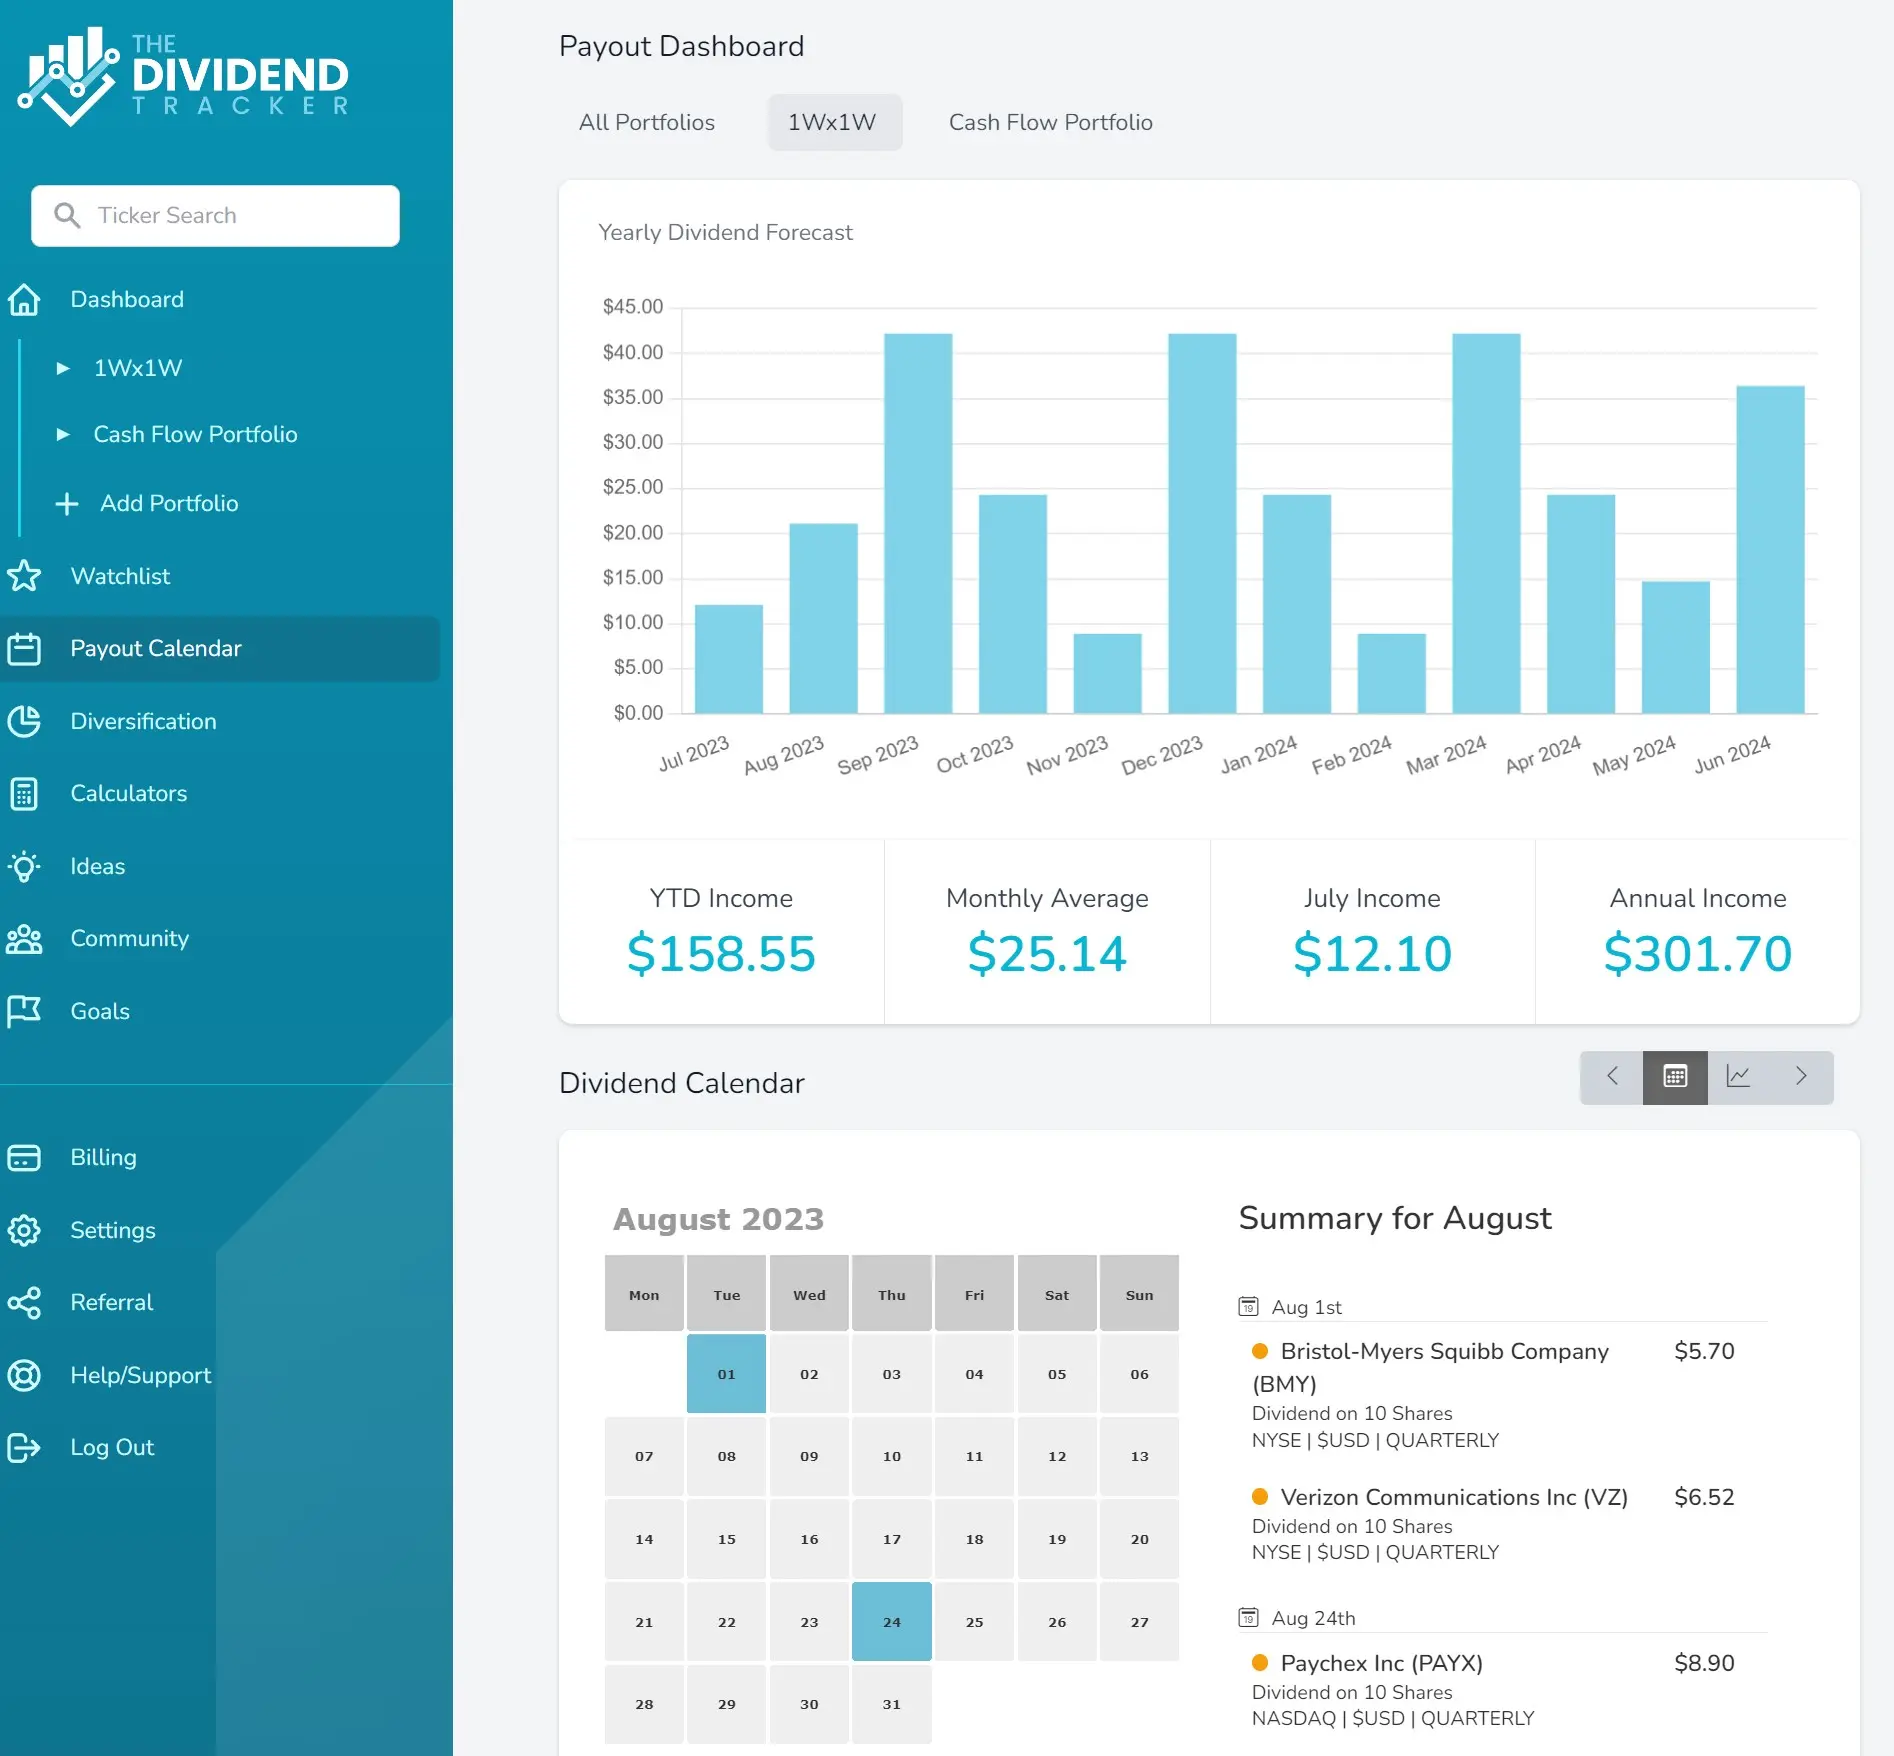 THE
DIVIDEND
TRACKER
Ticker Search
Dashboard
1Wx1W
Cash Flow Portfolio
Add Portfolio
Watchlist
Payout Calendar
Diversification
Calculators
Ideas
Community
Goals
Billing
Settings
Referral
Help/Support
Log Out
Payout Dashboard
All Portfolios 1Wx1W Cash Flow Portfolio
Yearly Dividend Forecast
$45.00
$40.00
$35.00
$30.00
$25.00
$20.00
$15.00
$10.00
$5.00
$0.00
Jul 2023 Aug 2023 Sep 2023 Oct 2023 Nov 2023 Dec 2023 Jan 2024 Feb 2024 Mar 2024 Apr 2024 May 2024 Jun 2024
YTD Income
$158.55
Monthly Average
$25.14
July Income
$12.10
Annual Income
$301.70
Dividend Calendar
August 2023
Mon Tue Wed Thu Fri Sat Sun
01 02 03 04 05 06
07 08 09 10 11 12 13
14 15 16 17 18 19 20
21 22 23 24 25 26 27
28 29 30 31
Summary for August
19 Aug 1st
Bristol-Myers Squibb Company $5.70
(BMY)
Dividend on 10 Shares
NYSE | $USD | QUARTERLY
Verizon Communications Inc (VZ) $6.52
Dividend on 10 Shares
NYSE | $USD | QUARTERLY
19 Aug 24th
Paychex Inc (PAYX) $8.90
Dividend on 10 Shares
NASDAQ | $USD | QUARTERLY